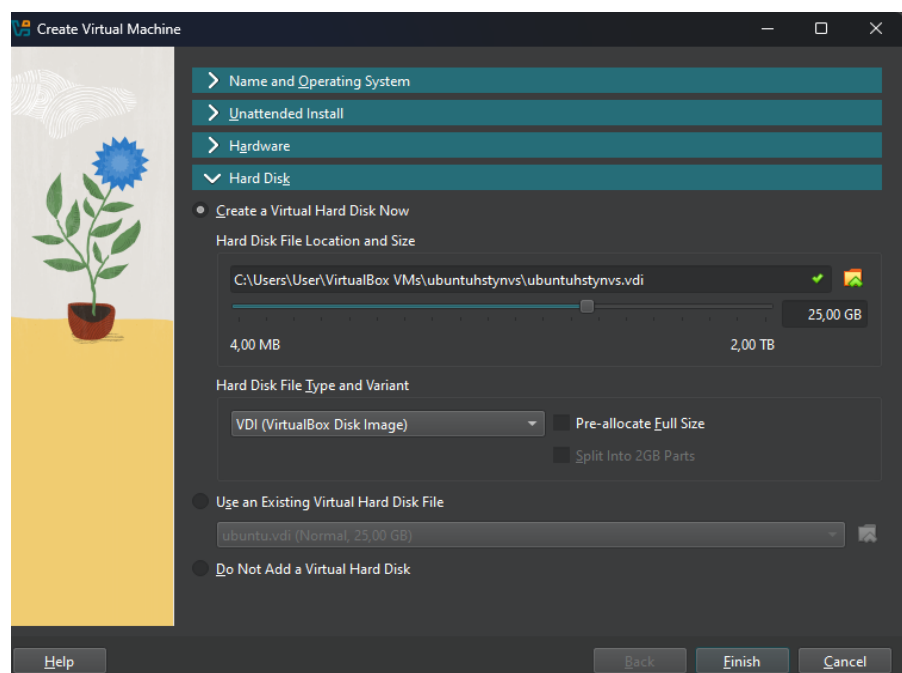 Create Virtual Machine
Name and Operating System
Unattended Install
Hardware
Hard Disk
Create a Virtual Hard Disk Now
Hard Disk File Location and Size
C:\Users\User\VirtualBox VMs\ubuntuhstynvs\ubuntuhstynvs.vdi
25,00 GB
4,00 MB 2,00 TB
Hard Disk File Type and Variant
VDI (VirtualBox Disk Image) Pre-allocate Full Size
Split Into 2GB Parts
Use an Existing Virtual Hard Disk File
ubuntu.vdi (Normal, 25,00 GB)
Do Not Add a Virtual Hard Disk
Help Back Finish Cancel